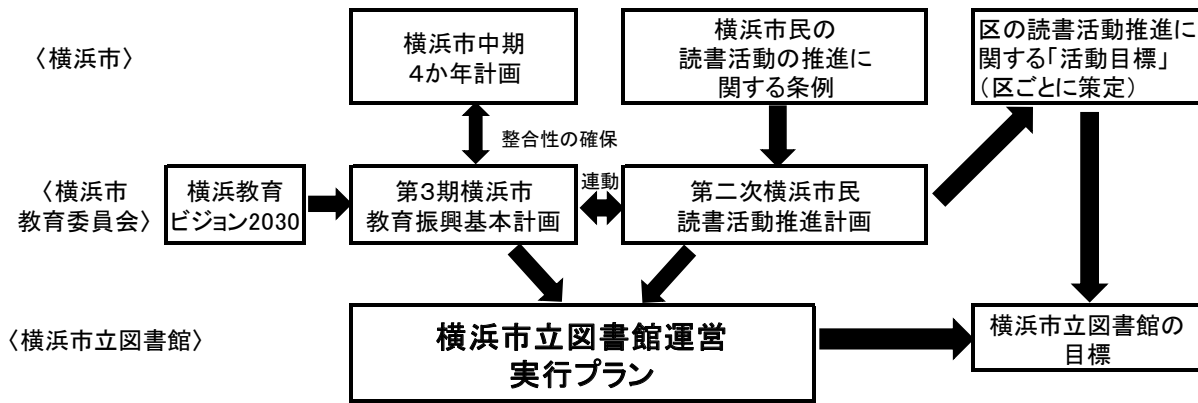 〈横浜市〉
横浜市中期
4か年計画
横浜市民の
読書活動の推進に
関する条例
区の読書活動推進に
関する「活動目標」
(区ごとに策定)
整合性の確保
〈横浜市
教育委員会〉
横浜教育
ビジョン2030
第3期横浜市
教育振興基本計画
連動
第二次横浜市民
読書活動推進計画
〈横浜市立図書館〉
横浜市立図書館運営
実行プラン
横浜市立図書館の
目標